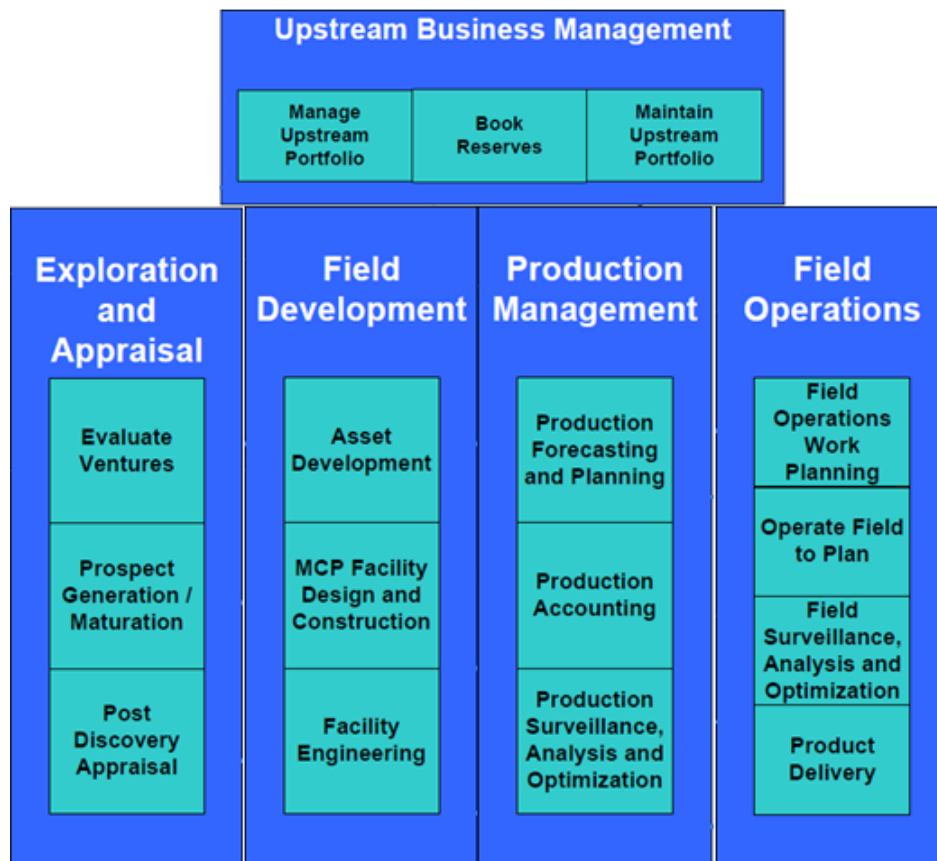 Upstream Business Management
Manage
Upstream
Portfolio
Book
Reserves
Maintain
Upstream
Portfolio
Exploration
and
Appraisal
Evaluate
Ventures
Prospect
Generation /
Maturation
Post
Discovery
Appraisal
Field
Development
Asset
Development
MCP Facility
Design and
Construction
Facility
Engineering
Production
Management
Production
Forecasting
and Planning
Production
Accounting
Production
Surveillance,
Analysis and
Optimization
Field
Operations
Field
Operations
Work
Planning
Operate Field
to Plan
Field
Surveillance,
Analysis and
Optimization
Product
Delivery